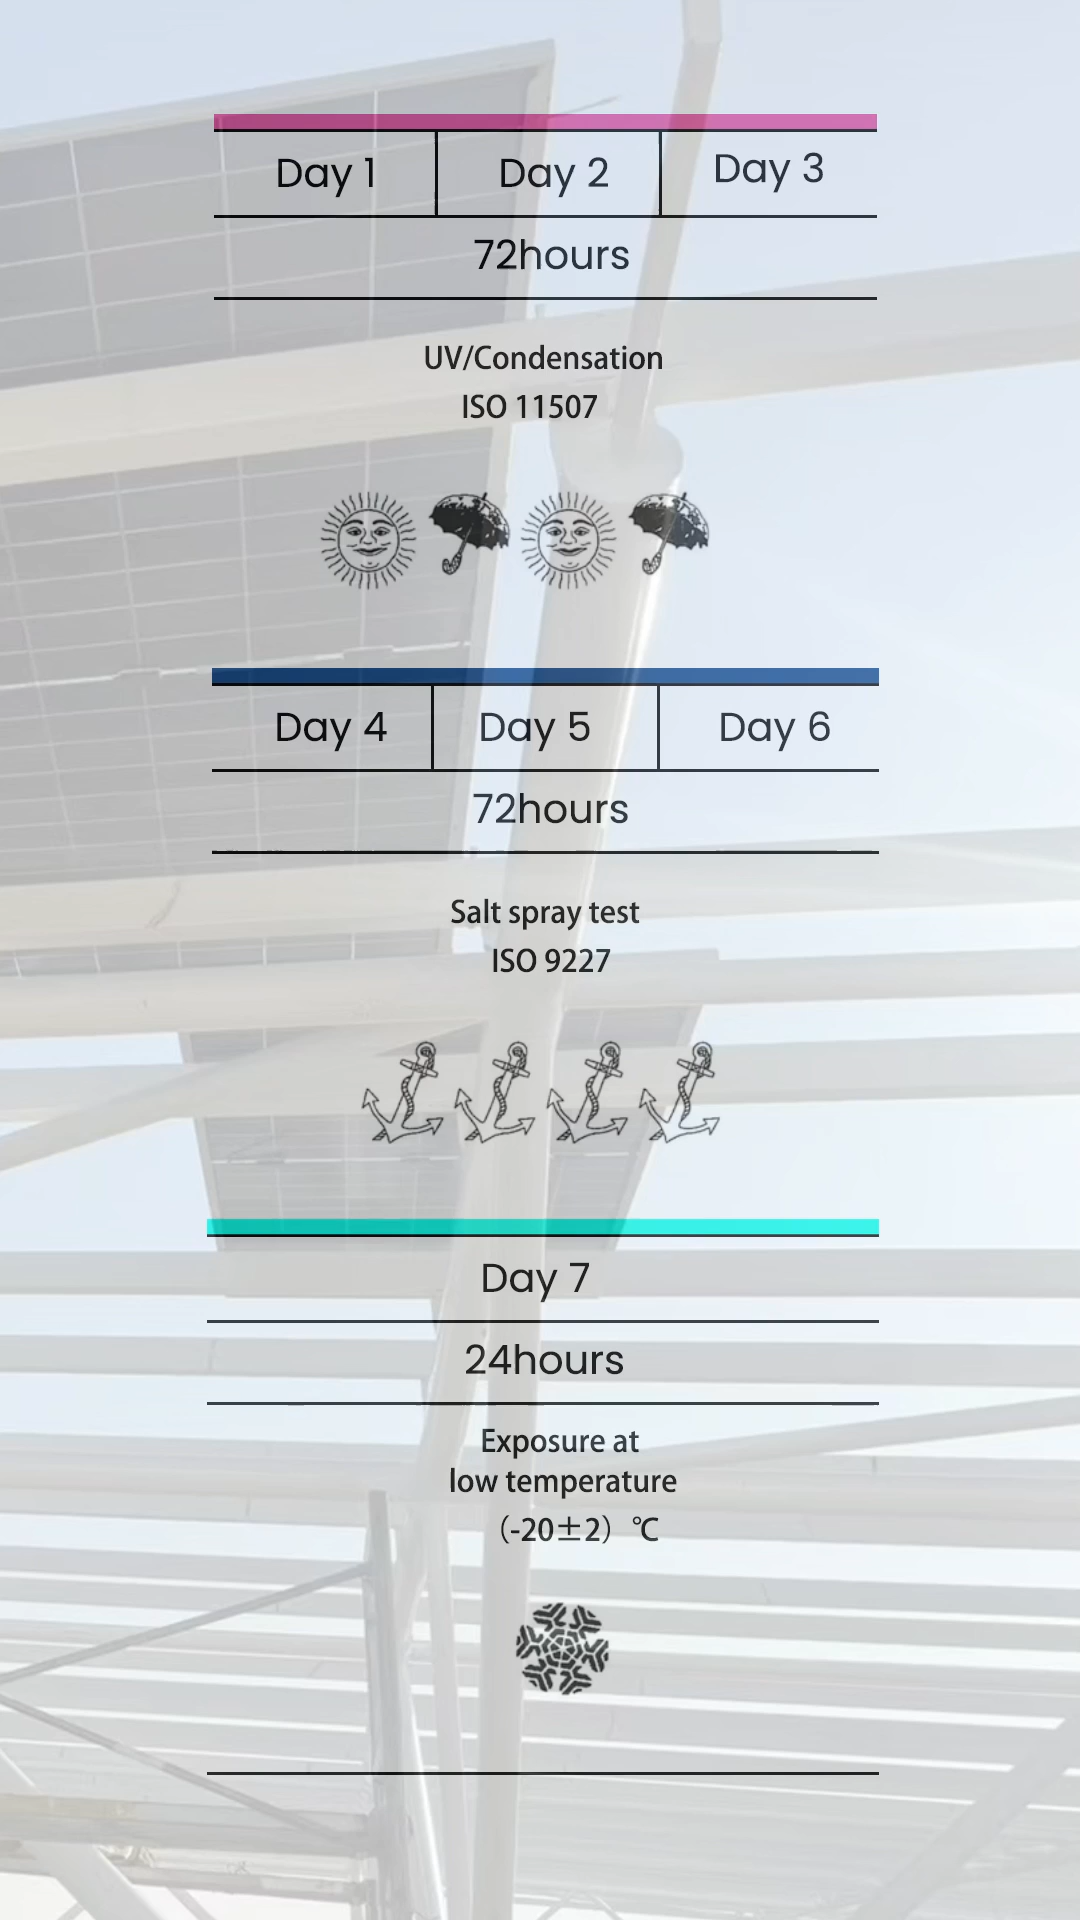 Day 1 Day 2 Day 3
72hours
UV/Condensation
ISO 11507
Day 4 Day 5 Day 6
72hours
Salt spray test
ISO 9227
Day 7
24hours
Exposure at
low temperature
（-20±2）℃